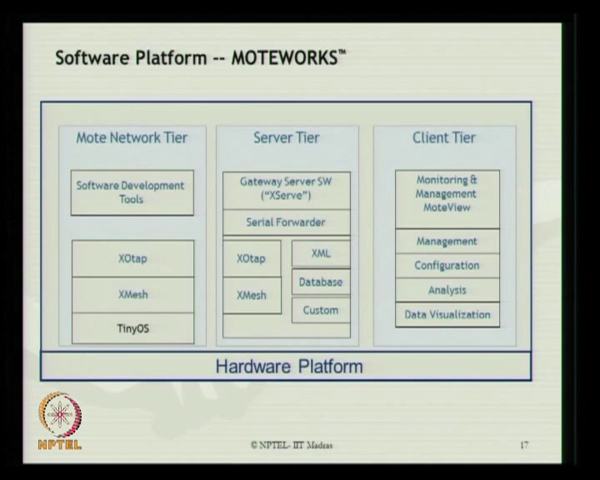 Software Platform -- MOTEWORKS™
Mote Network Tier
Software Development
Tools
XOtap
XMesh
TinyOS
Server Tier
Gateway Server SW
("XServe")
Serial Forwarder
XOtap
XMesh
XML
Database
Custom
Client Tier
Monitoring &
Management
MoteView
Management
Configuration
Analysis
Data Visualization
Hardware Platform
NPTEL
© NPTEL- IIT Madras
17